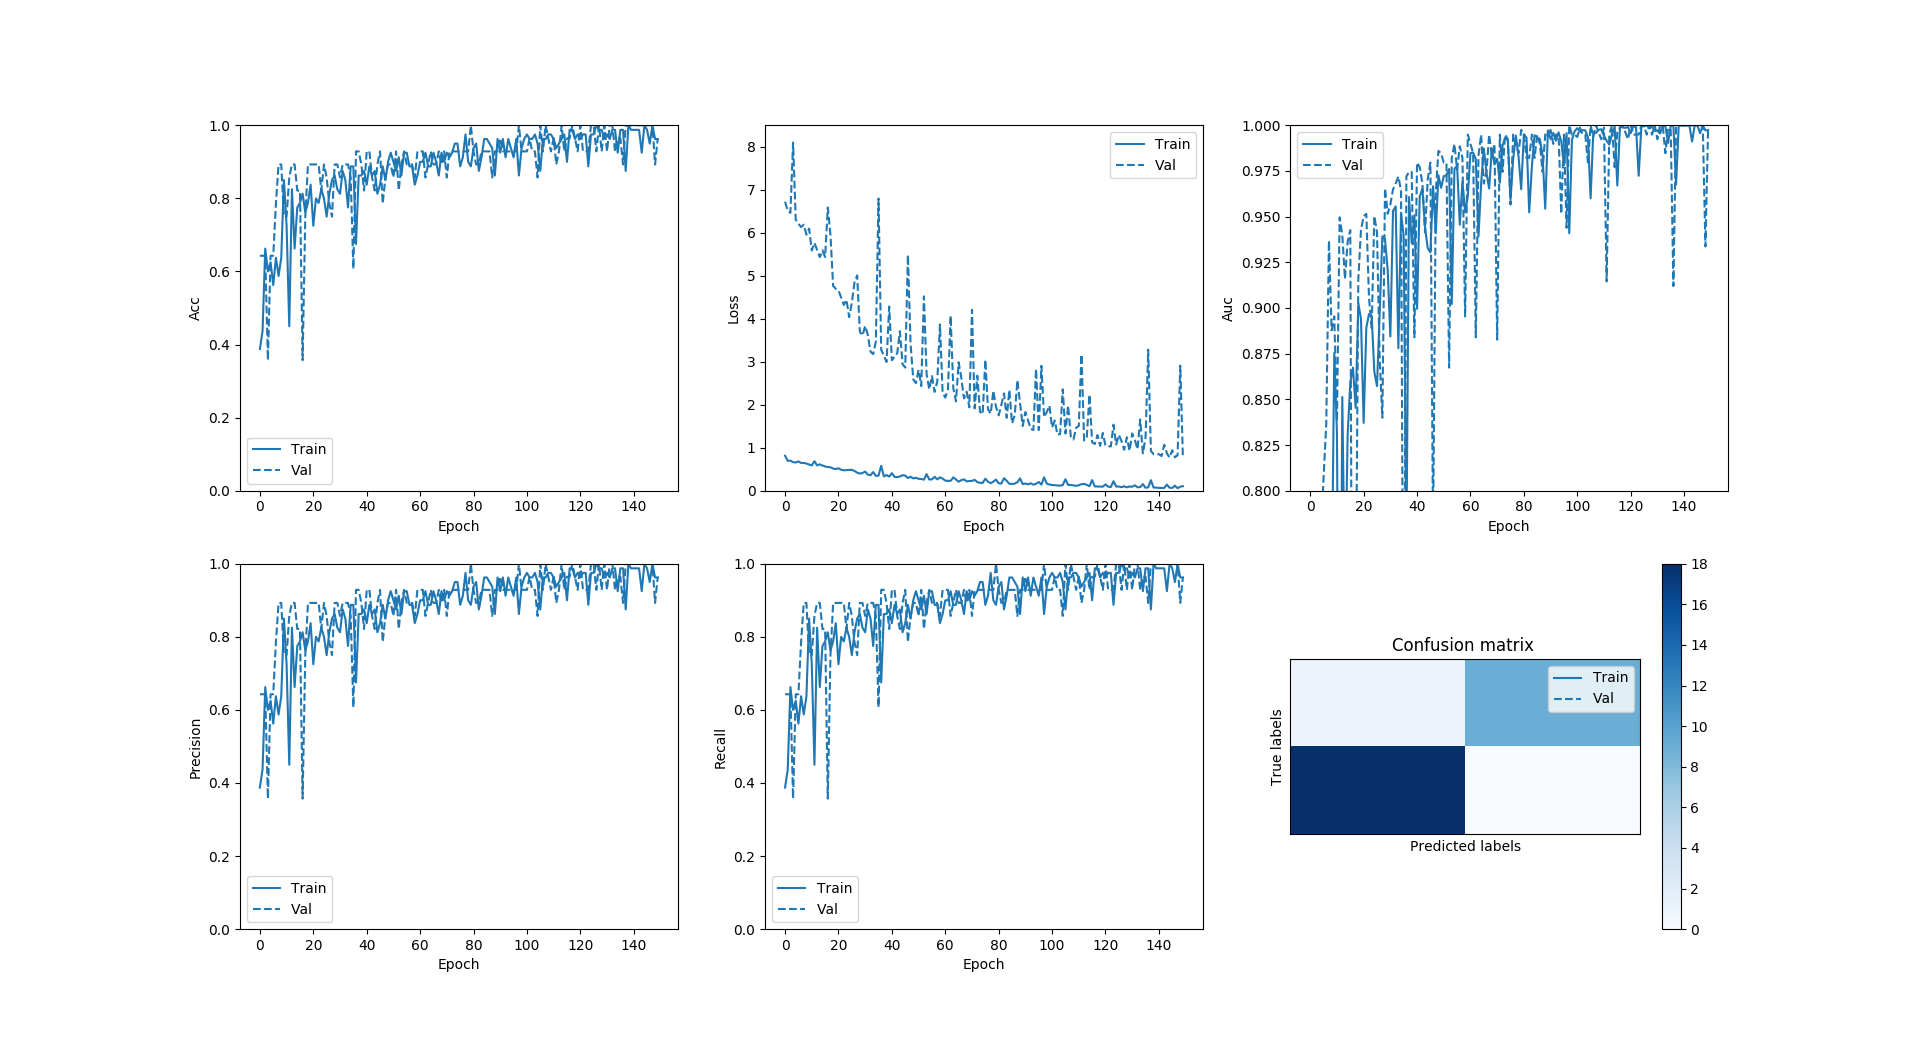 1.0
0.8
0.6
0.4
0.2
0.0
Acc
Train
Val
0 20 40 60 80 100 120 140
Epoch
8
7
6
5
4
3
2
1
0
Loss
Train
Val
0 20 40 60 80 100 120 140
Epoch
1.000
0.975
0.950
0.925
0.900
0.875
0.850
0.825
0.800
Auc
Train
Val
0 20 40 60 80 100 120 140
Epoch
1.0
0.8
0.6
0.4
0.2
0.0
Precision
Train
Val
0 20 40 60 80 100 120 140
Epoch
1.0
0.8
0.6
0.4
0.2
0.0
Recall
Train
Val
0 20 40 60 80 100 120 140
Epoch
Confusion matrix
Train
Val
True labels
Predicted labels
18
16
14
12
10
8
6
4
2
0